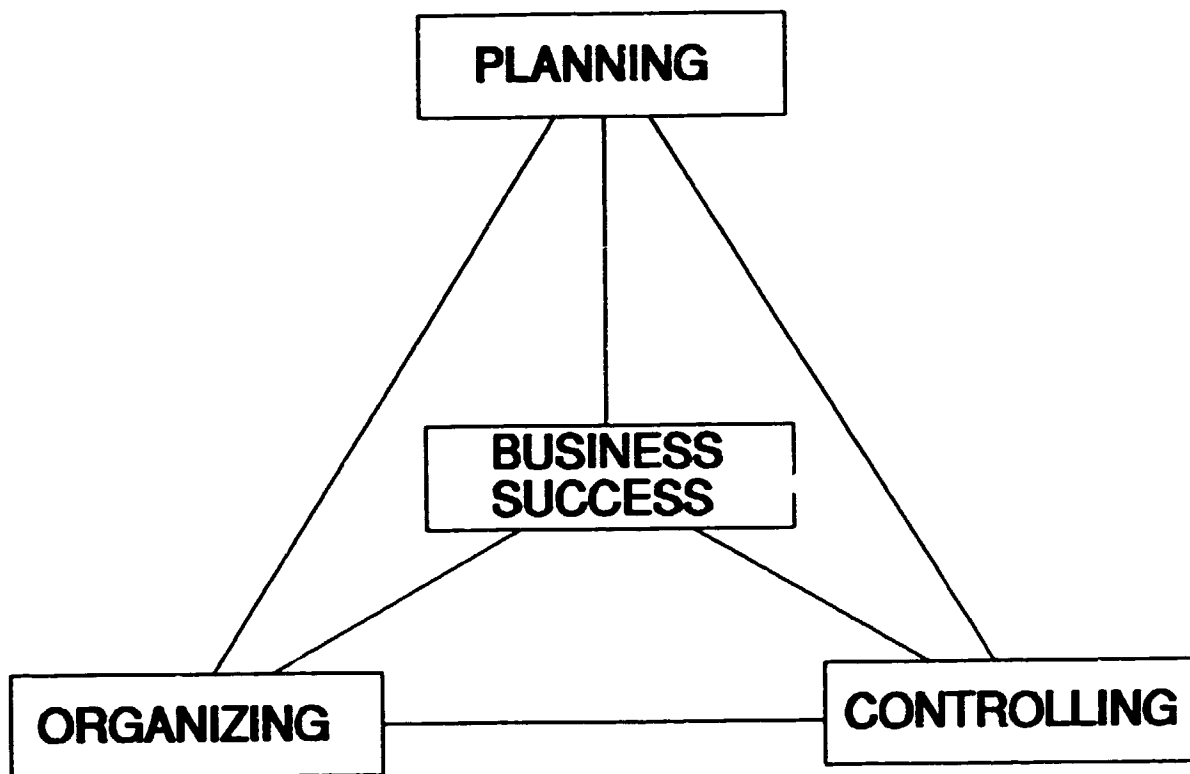 PLANNING
BUSINESS
SUCCESS
ORGANIZING
CONTROLLING